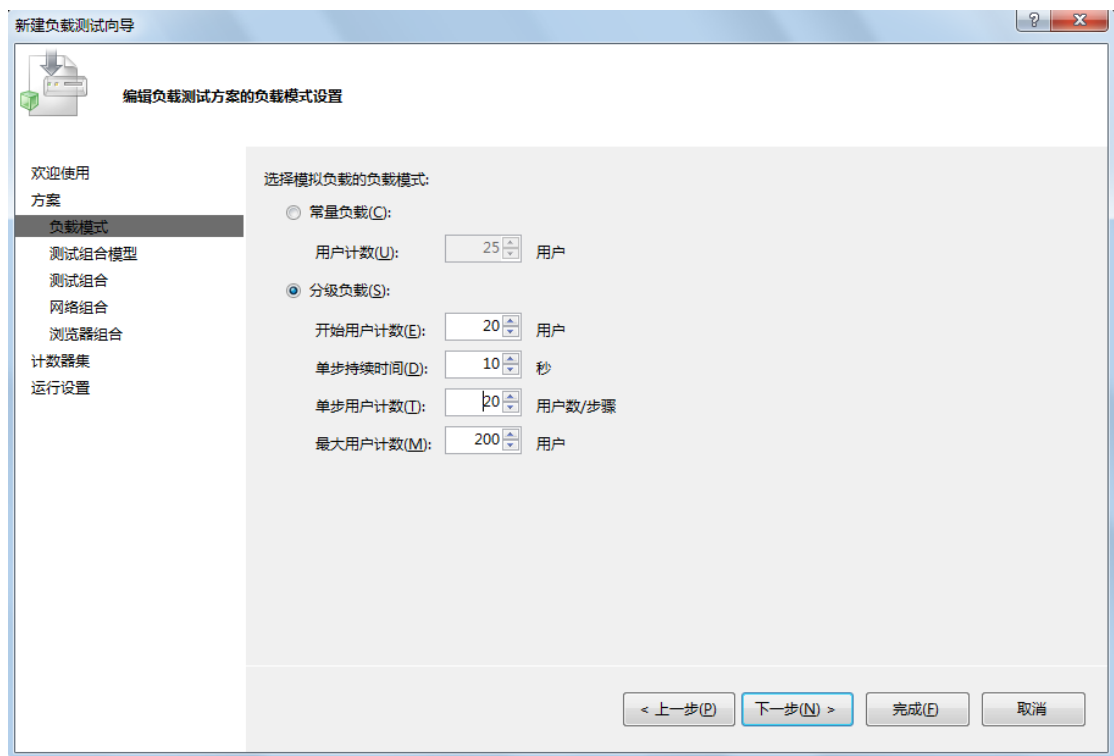 新建负载测试向导
?
编辑负载测试方案的负载模式设置
欢迎使用
方案
负载模式
测试组合模型
测试组合
网络组合
浏览器组合
计数器集
运行设置
选择模拟负载的负载模式:
常量负载(C):
用户计数(U): 25 用户
分级负载(S):
开始用户计数(E): 20 用户
单步持续时间(D): 10 秒
单步用户计数(T): 20 用户数/步骤
最大用户计数(M): 200 用户
< 上一步(P) 下一步(N) > 完成(F) 取消